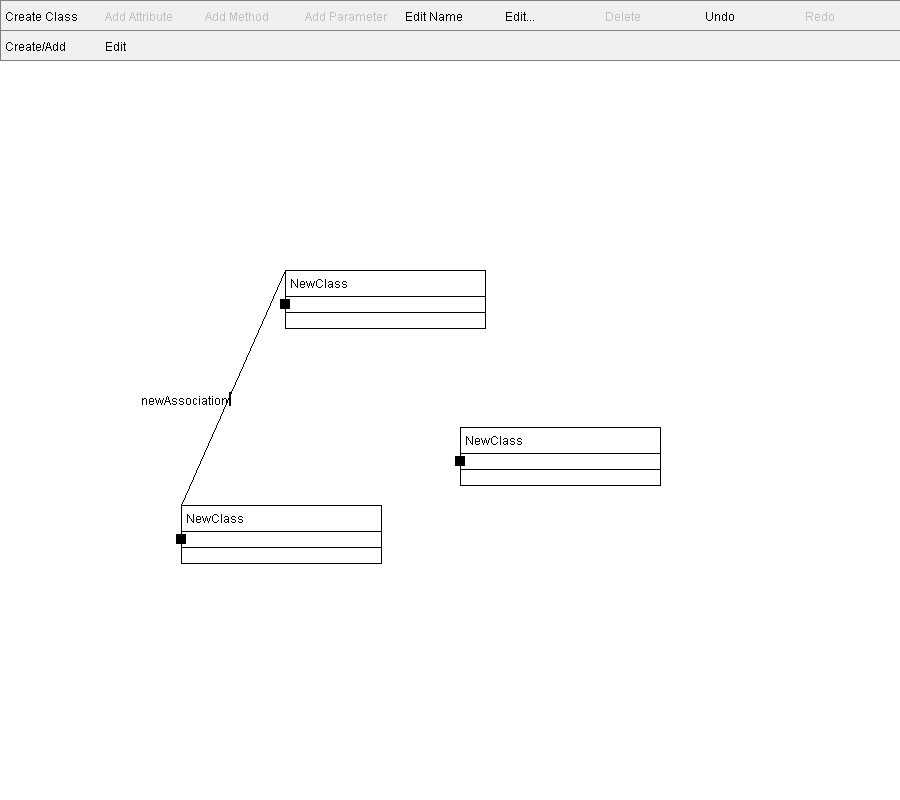 Create Class Add Attribute Add Method Add Parameter Edit Name Edit... Delete Undo Redo
Create/Add Edit
NewClass
newAssociation
NewClass
NewClass